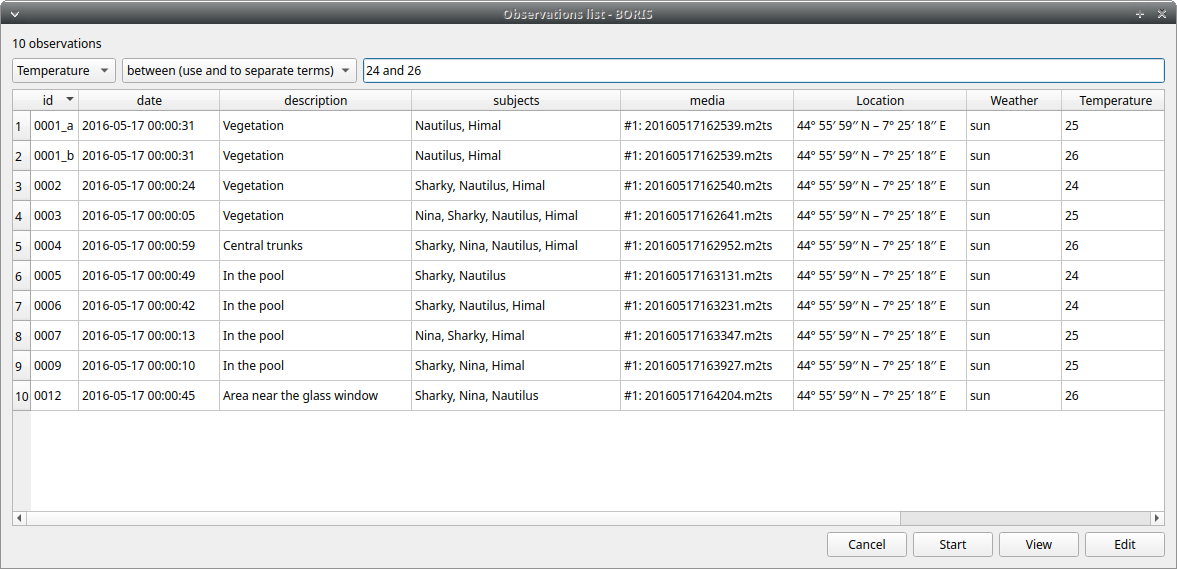 Observations list - BORIS
10 observations
Temperature between (use and to separate terms) 24 and 26
id date description subjects media Location Weather Temperature
1 0001_a 2016-05-17 00:00:31 Vegetation Nautilus, Himal #1: 20160517162539.m2ts 44° 55′ 59″ N – 7° 25′ 18″ E sun 25
2 0001_b 2016-05-17 00:00:31 Vegetation Nautilus, Himal #1: 20160517162539.m2ts 44° 55′ 59″ N – 7° 25′ 18″ E sun 26
3 0002 2016-05-17 00:00:24 Vegetation Sharky, Nautilus, Himal #1: 20160517162540.m2ts 44° 55′ 59″ N – 7° 25′ 18″ E sun 24
4 0003 2016-05-17 00:00:05 Vegetation Nina, Sharky, Nautilus, Himal #1: 20160517162641.m2ts 44° 55′ 59″ N – 7° 25′ 18″ E sun 25
5 0004 2016-05-17 00:00:59 Central trunks Sharky, Nina, Nautilus, Himal #1: 20160517162952.m2ts 44° 55′ 59″ N – 7° 25′ 18″ E sun 26
6 0005 2016-05-17 00:00:49 In the pool Sharky, Nautilus #1: 20160517163131.m2ts 44° 55′ 59″ N – 7° 25′ 18″ E sun 24
7 0006 2016-05-17 00:00:42 In the pool Sharky, Nautilus, Himal #1: 20160517163231.m2ts 44° 55′ 59″ N – 7° 25′ 18″ E sun 24
8 0007 2016-05-17 00:00:13 In the pool Nina, Sharky, Himal #1: 20160517163347.m2ts 44° 55′ 59″ N – 7° 25′ 18″ E sun 25
9 0009 2016-05-17 00:00:10 In the pool Sharky, Nina, Himal #1: 20160517163927.m2ts 44° 55′ 59″ N – 7° 25′ 18″ E sun 25
10 0012 2016-05-17 00:00:45 Area near the glass window Sharky, Nina, Nautilus #1: 20160517164204.m2ts 44° 55′ 59″ N – 7° 25′ 18″ E sun 26
Cancel Start View Edit